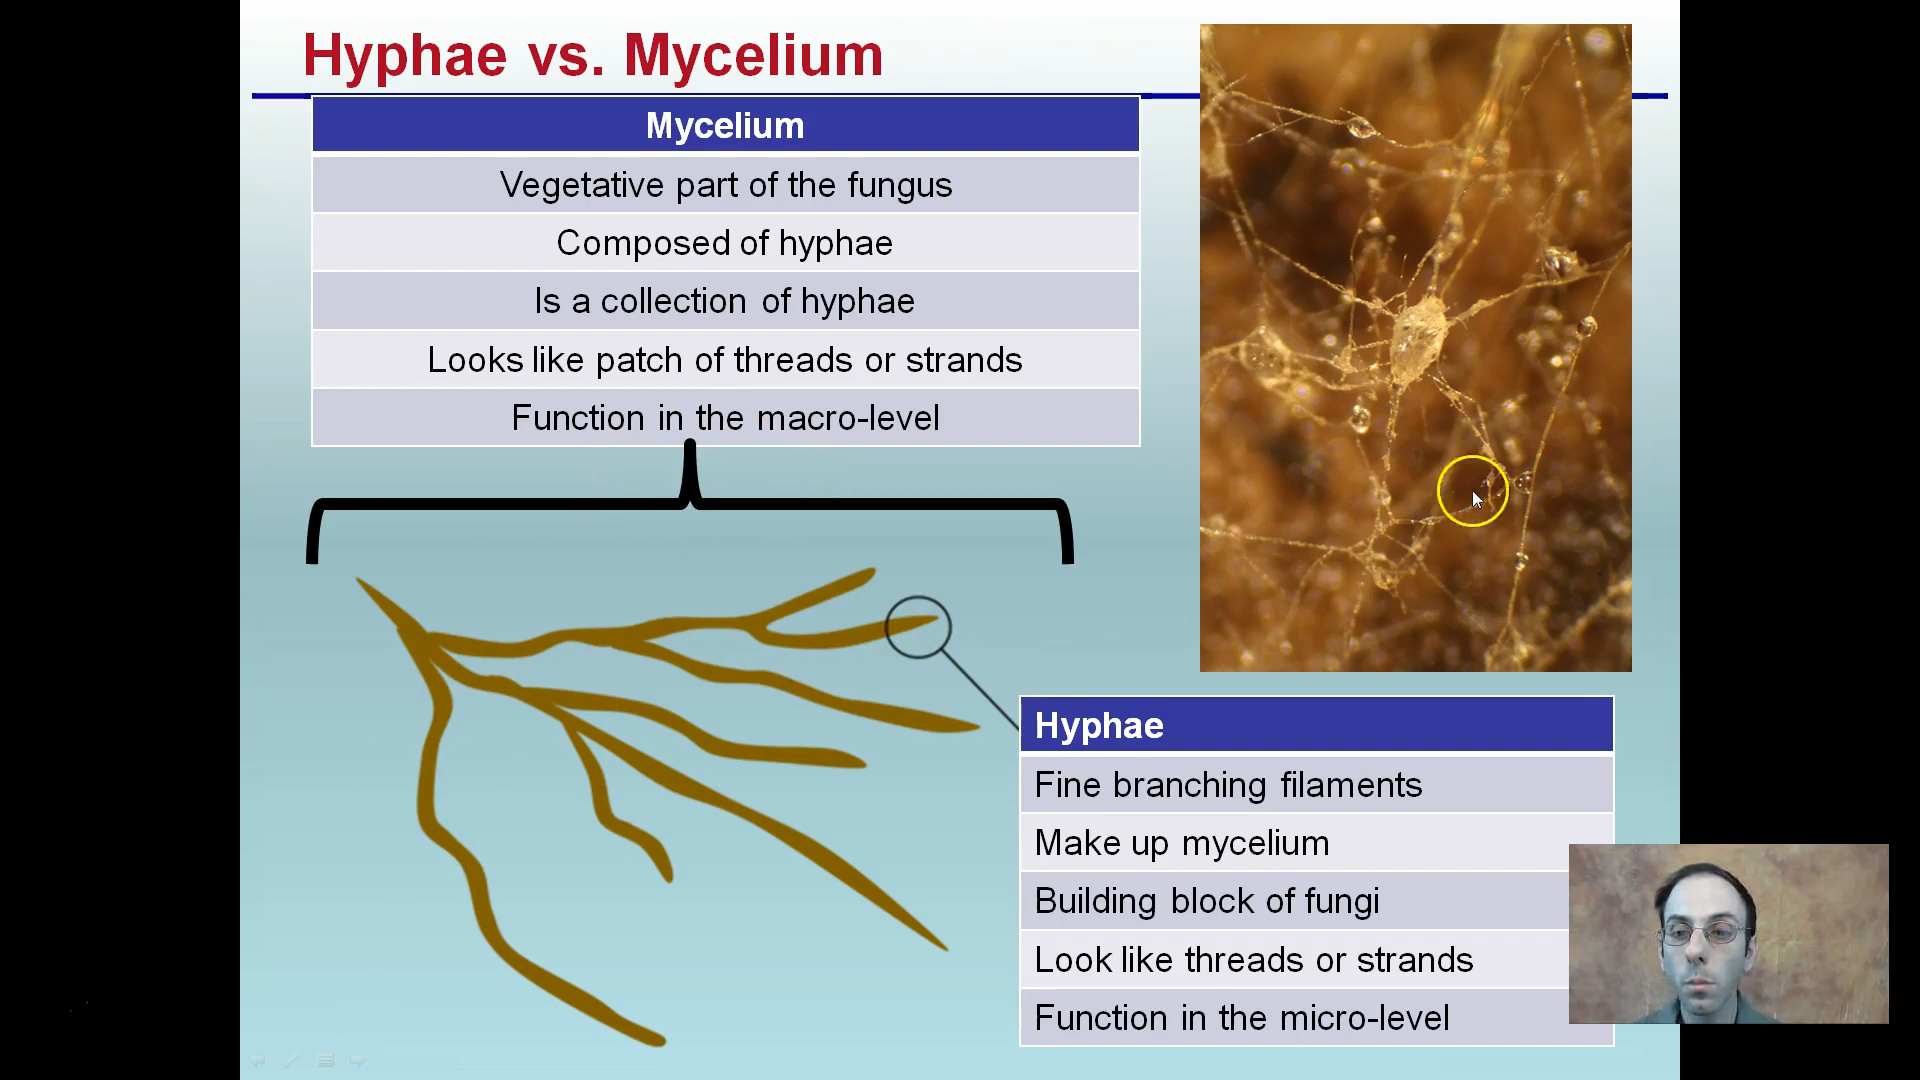 Hyphae vs. Mycelium
Mycelium
Vegetative part of the fungus
Composed of hyphae
Is a collection of hyphae
Looks like patch of threads or strands
Function in the macro-level
Hyphae
Fine branching filaments
Make up mycelium
Building block of fungi
Look like threads or strands
Function in the micro-level